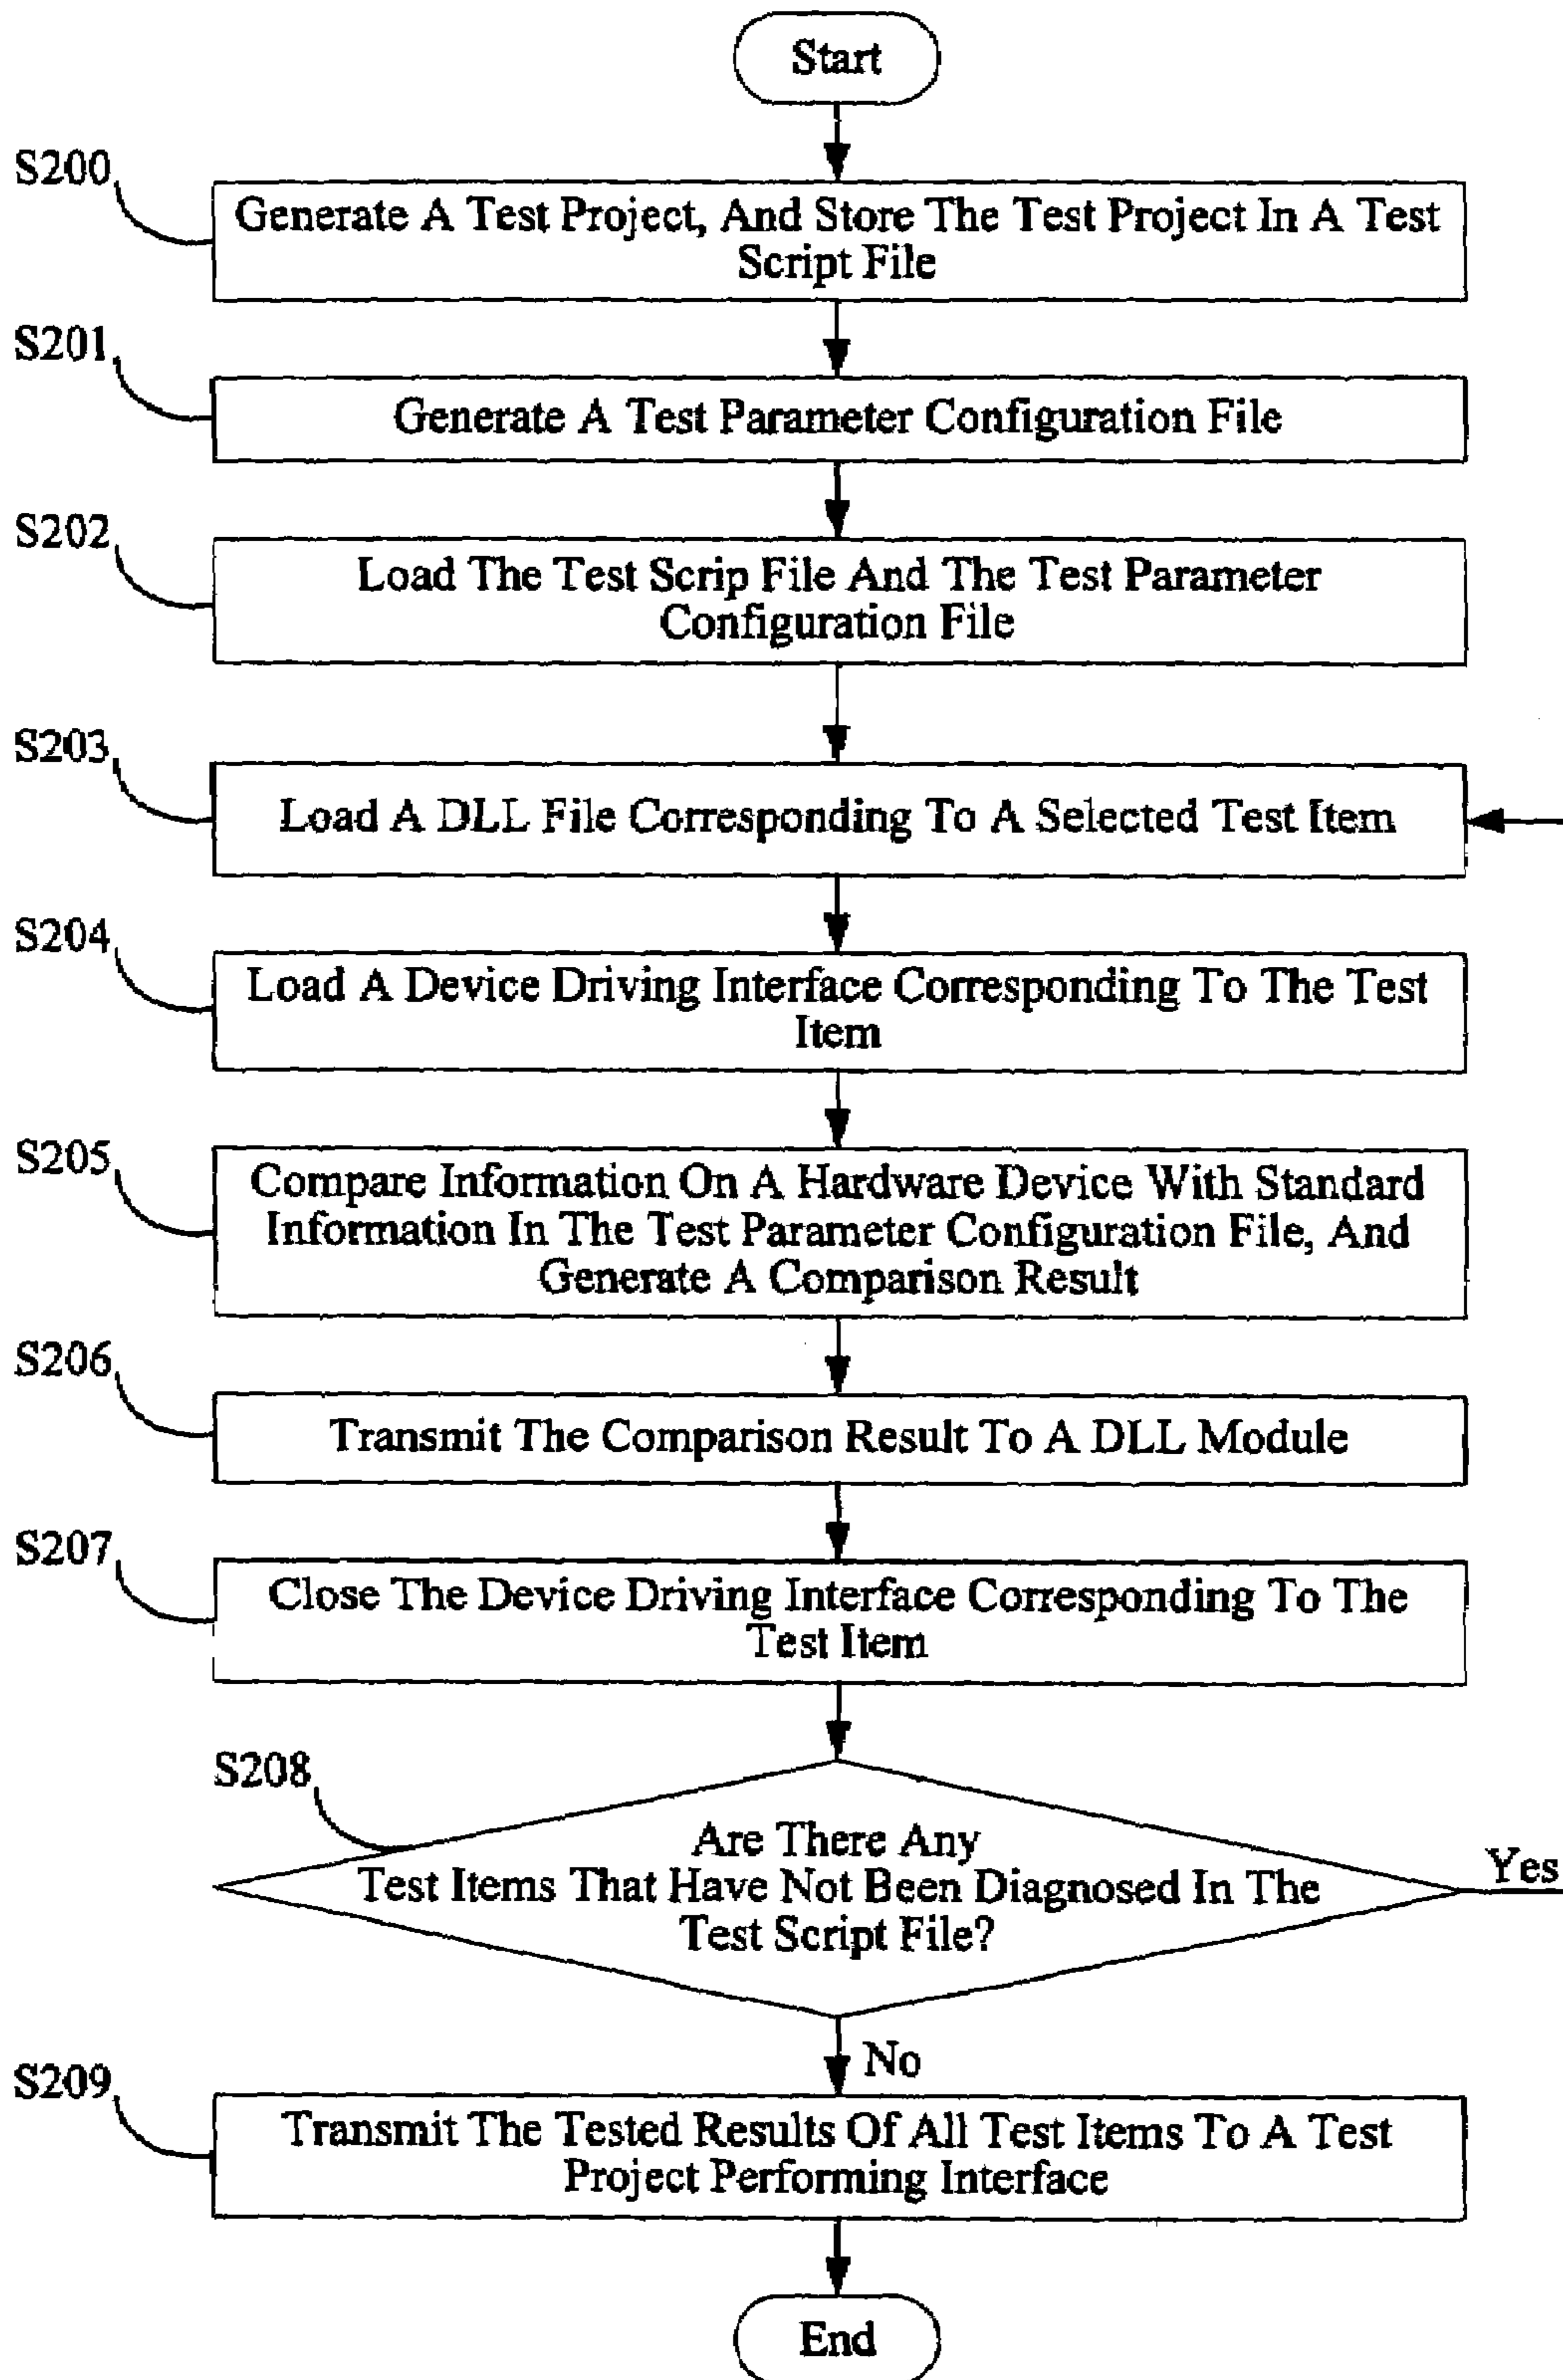 Start
S200
Generate A Test Project, And Store The Test Project In A Test
Script File
S201
Generate A Test Parameter Configuration File
S202
Load The Test Scrip File And The Test Parameter
Configuration File
S203
Load A DLL File Corresponding To A Selected Test Item
S204
Load A Device Driving Interface Corresponding To The Test
Item
S205
Compare Information On A Hardware Device With Standard
Information In The Test Parameter Configuration File, And
Generate A Comparison Result
S206
Transmit The Comparison Result To A DLL Module
S207
Close The Device Driving Interface Corresponding To The
Test Item
S208
Are There Any
Test Items That Have Not Been Diagnosed In The
Test Script File?
Yes
No
S209
Transmit The Tested Results Of All Test Items To A Test
Project Performing Interface
End